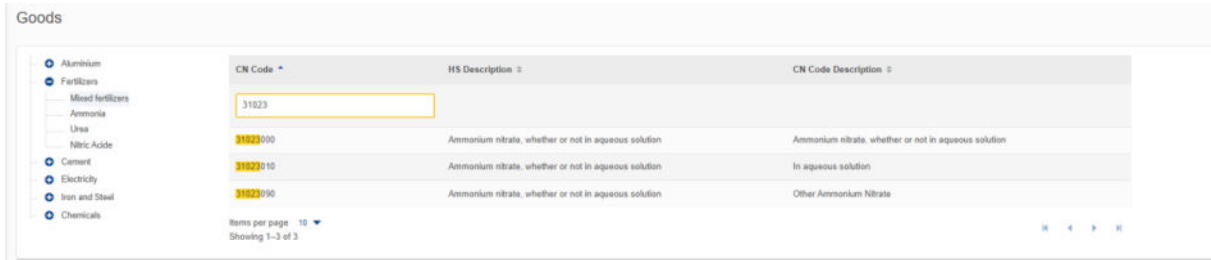 Goods
Aluminium
Fertilizers
Mixed fertilizers
Ammonia
Urea
Nitric Acide
Cement
Electricity
Iron and Steel
Chemicals
CN Code HS Description CN Code Description
31023
31023000 Ammonium nitrate, whether or not in aqueous solution Ammonium nitrate, whether or not in aqueous solution
31023010 Ammonium nitrate, whether or not in aqueous solution In aqueous solution
31023090 Ammonium nitrate, whether or not in aqueous solution Other Ammonium Nitrate
Items per page 10
Showing 1–3 of 3